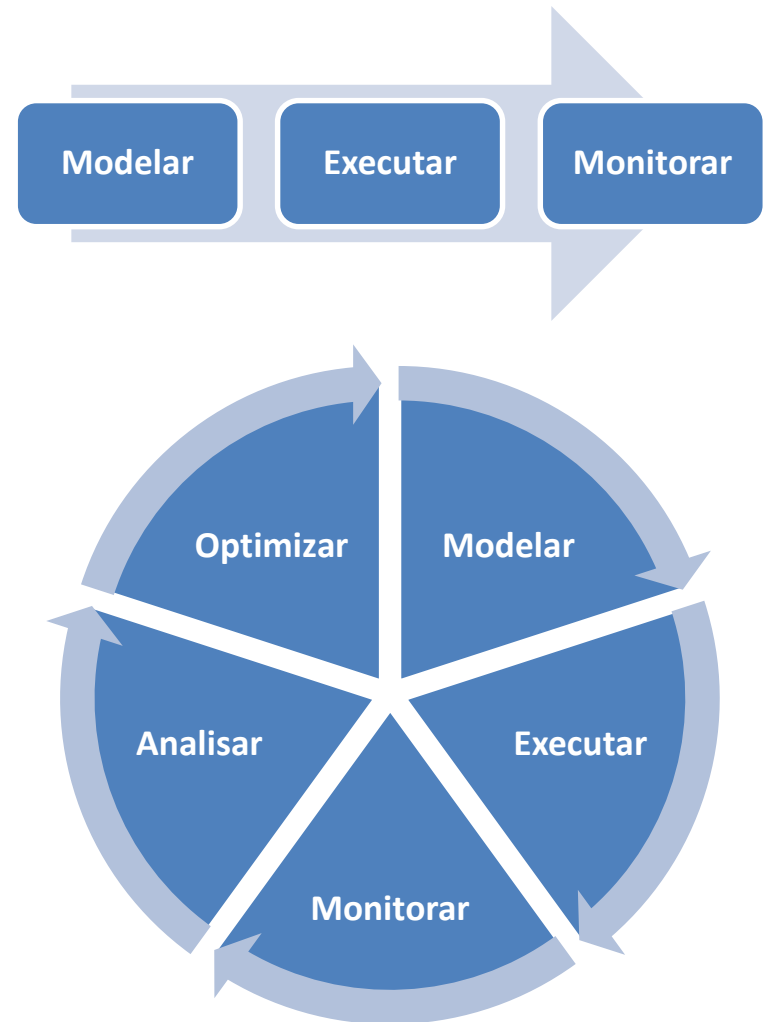 Modelar
Executar
Monitorar
Optimizar
Modelar
Analisar
Executar
Monitorar